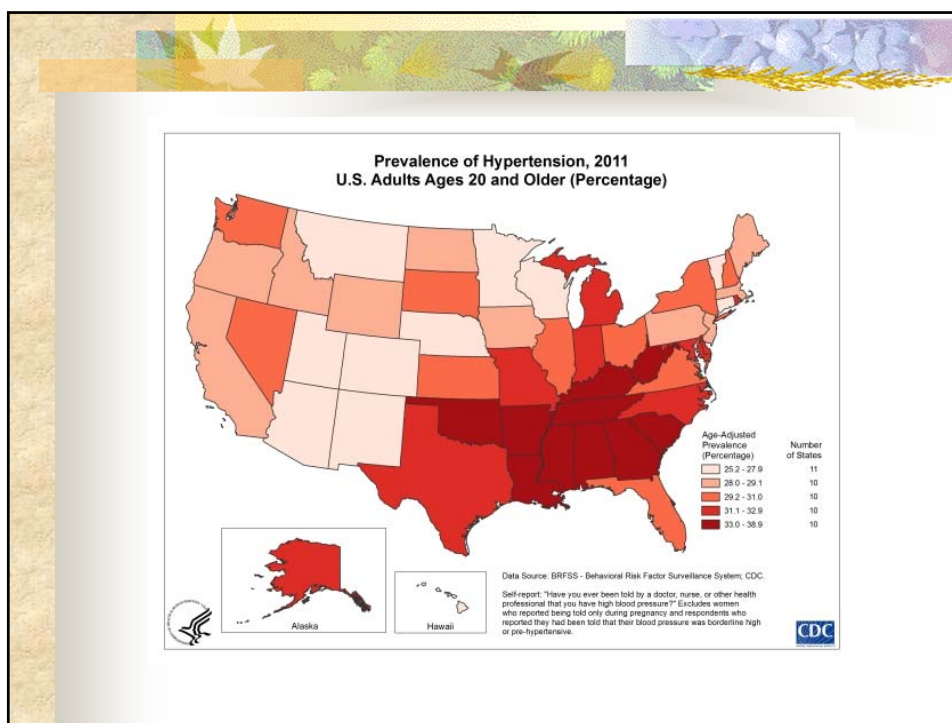 Prevalence of Hypertension, 2011
U.S. Adults Ages 20 and Older (Percentage)
Age-Adjusted
Prevalence
(Percentage)
Number
of States
25.2 - 27.9 11
28.0 - 29.1 10
29.2 - 31.0 10
31.1 - 32.9 10
33.0 - 38.9 10
Data Source: BRFSS - Behavioral Risk Factor Surveillance System; CDC.
Self-report: "Have you ever been told by a doctor, nurse, or other health
professional that you have high blood pressure?" Excludes women
who reported being told only during pregnancy and respondents who
reported they had been told that their blood pressure was borderline high
or pre-hypertensive.
Alaska
Hawaii
CDC